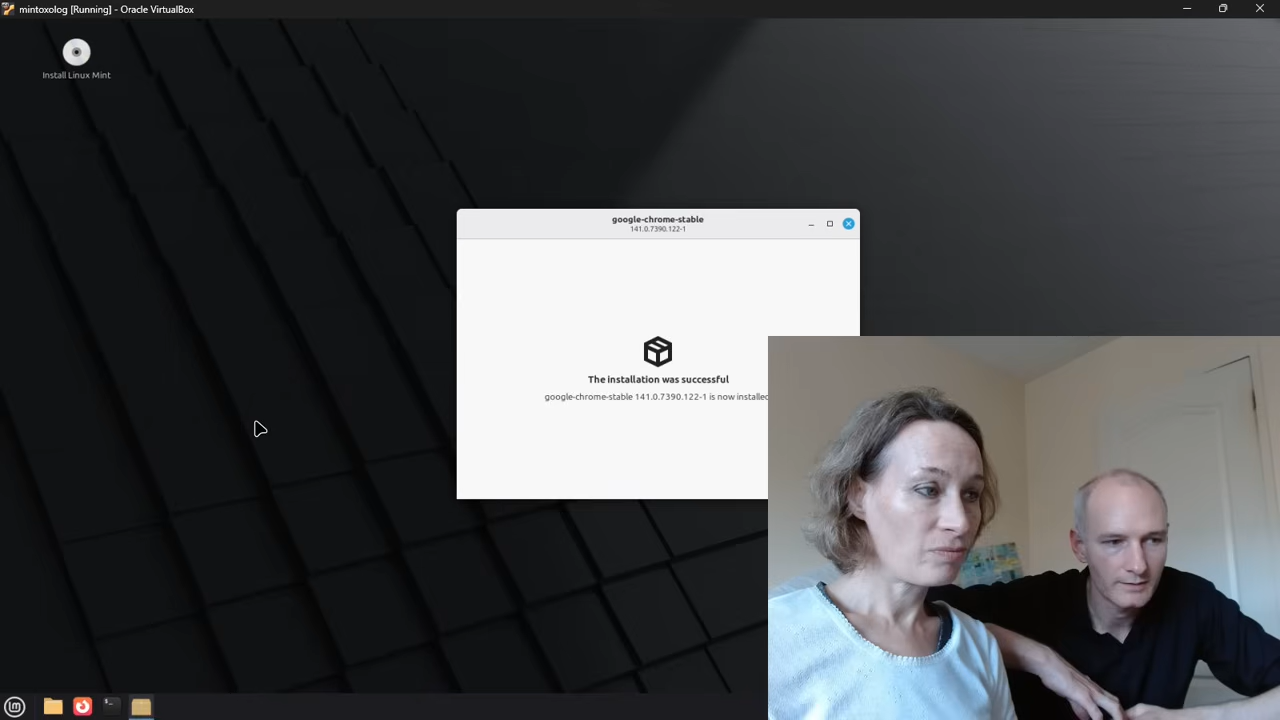 mintoxolog [Running] - Oracle VirtualBox
Install Linux Mint
google-chrome-stable
141.0.7390.122-1
The installation was successful
google-chrome-stable 141.0.7390.122-1 is now installed